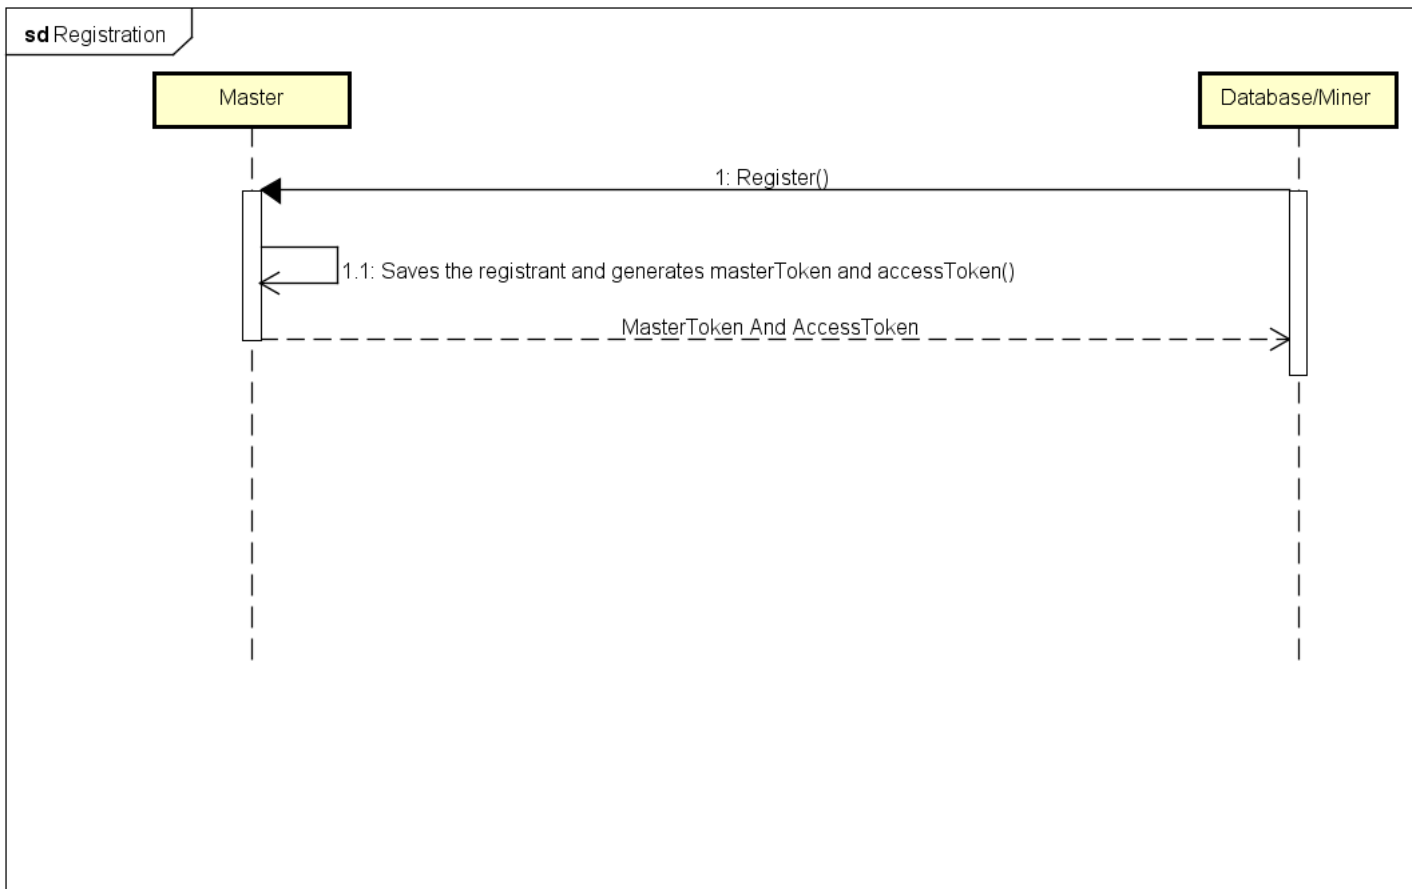 sd Registration
Master
Database/Miner
1: Register()
1.1: Saves the registrant and generates masterToken and accessToken()
MasterToken And AccessToken